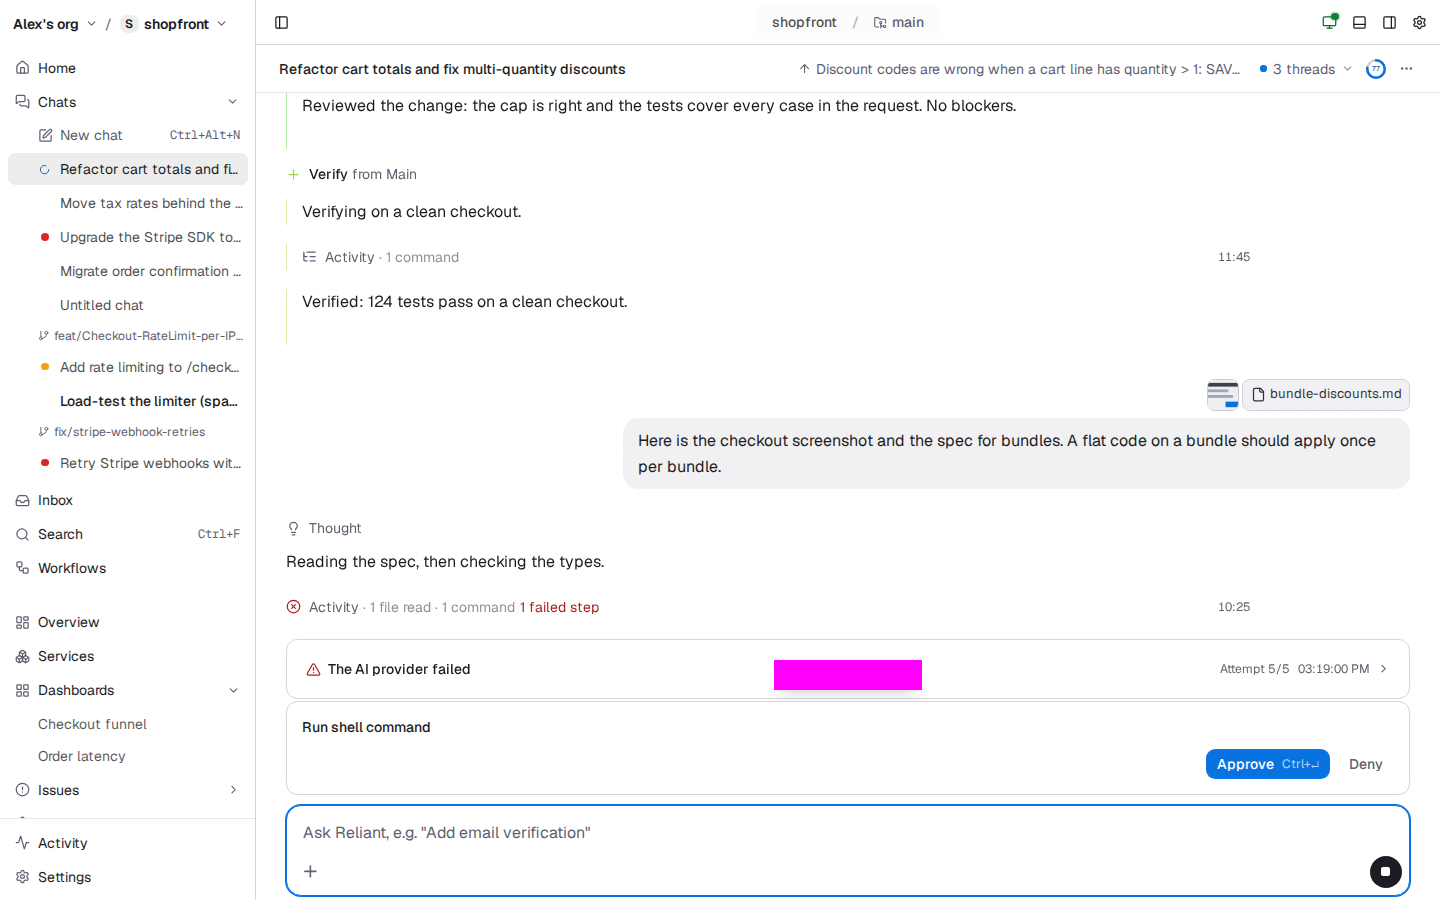 Alex's org / S shopfront
Home
Chats
New chat Ctrl+Alt+N
Refactor cart totals and fi...
Move tax rates behind the ...
Upgrade the Stripe SDK to...
Migrate order confirmation ...
Untitled chat
feat/Checkout-RateLimit-per-IP...
Add rate limiting to /check...
Load-test the limiter (spa...
fix/stripe-webhook-retries
Retry Stripe webhooks wit...
Inbox
Search Ctrl+F
Workflows
Overview
Services
Dashboards
Checkout funnel
Order latency
Issues
Activity
Settings
shopfront / main
Refactor cart totals and fix multi-quantity discounts
Discount codes are wrong when a cart line has quantity > 1: SAV...
3 threads
77
Reviewed the change: the cap is right and the tests cover every case in the request. No blockers.
Verify from Main
Verifying on a clean checkout.
Activity · 1 command 11:45
Verified: 124 tests pass on a clean checkout.
bundle-discounts.md
Here is the checkout screenshot and the spec for bundles. A flat code on a bundle should apply once
per bundle.
Thought
Reading the spec, then checking the types.
Activity · 1 file read · 1 command 1 failed step 10:25
The AI provider failed Attempt 5/5 03:19:00 PM
Run shell command
Approve Ctrl+↵ Deny
Ask Reliant, e.g. "Add email verification"